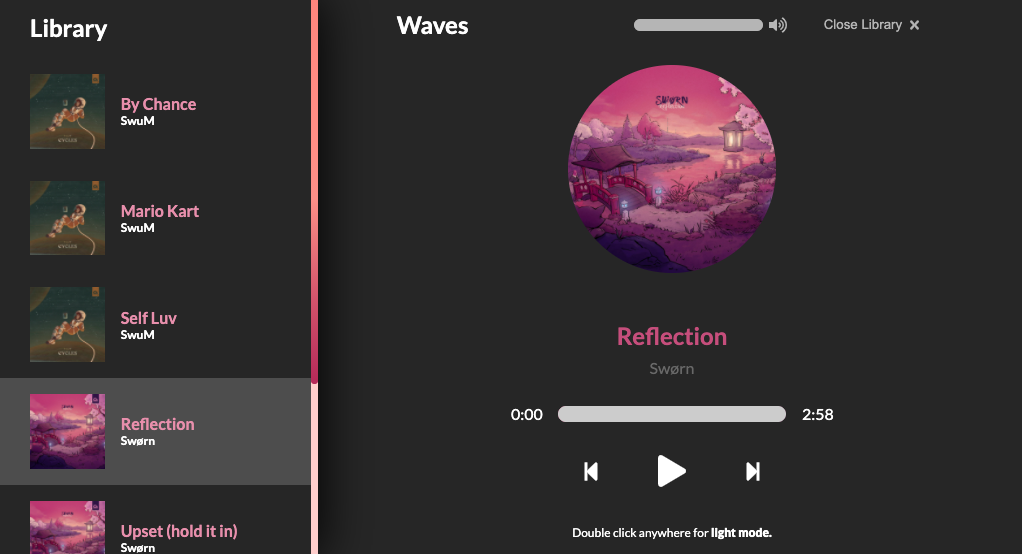 Library
By Chance
SwuM
Mario Kart
SwuM
Self Luv
SwuM
Reflection
Swørn
Upset (hold it in)
Swørn
Waves
Close Library
SWØRN
Reflection
Swørn
0:00
2:58
Double click anywhere for light mode.